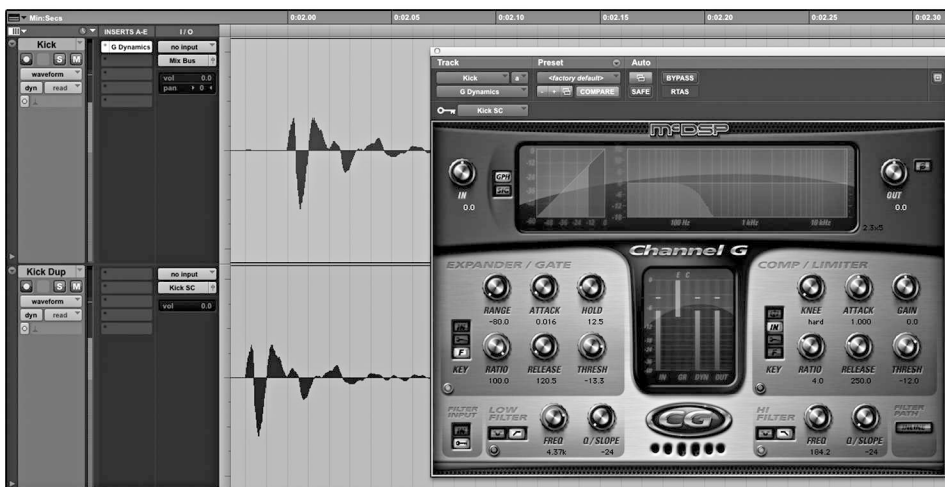 Min:Secs 0:02.00 0:02.05 0:02.10 0:02.15 0:02.20 0:02.25 0:02.30
INSERTS A-E I / O
Kick
G Dynamics no input
S M Mix Bus
waveform
vol 0.0
dyn read pan 0
Track Preset Auto
Kick <factory default> BYPASS
G Dynamics - + COMPARE SAFE RTAS
Kick SC
McDSP
GPH
IN OUT
0.0 0.0
100 Hz 1 kHz 10 kHz
Channel G
EXPANDER / GATE COMP / LIMITER
E C
RANGE ATTACK HOLD KNEE ATTACK GAIN
-80.0 0.016 12.5 hard 1.000 0.0
IN
F
KEY RATIO RELEASE THRESH IN GR DYN OUT KEY RATIO RELEASE THRESH
100.0 120.5 -13.3 4.0 250.0 -12.0
FILTER INPUT LOW FILTER CG HI FILTER FILTER PATH
FREQ Q/SLOPE FREQ Q/SLOPE
4.37k -24 184.2 -24
Kick Dup
no input
S M Kick SC
waveform
vol 0.0
dyn read